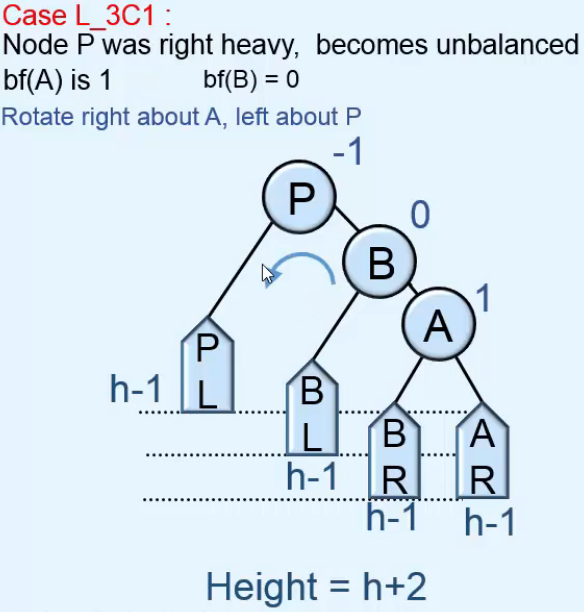 Case L_3C1 :
Node P was right heavy, becomes unbalanced
bf(A) is 1 bf(B) = 0
Rotate right about A, left about P
-1
P
0
B
1
A
P
L
h-1
B
L
h-1
B
R
h-1
A
R
h-1
Height = h+2